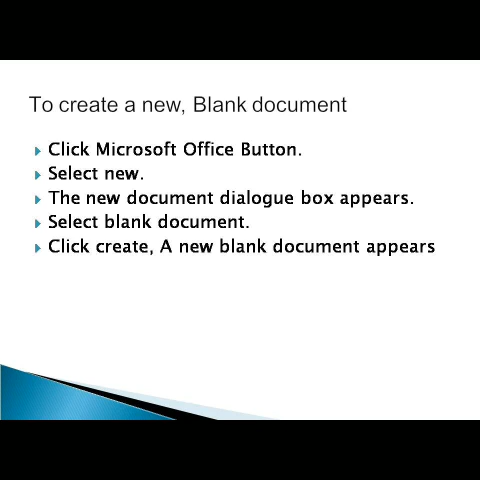 To create a new, Blank document
Click Microsoft Office Button.
Select new.
The new document dialogue box appears.
Select blank document.
Click create, A new blank document appears